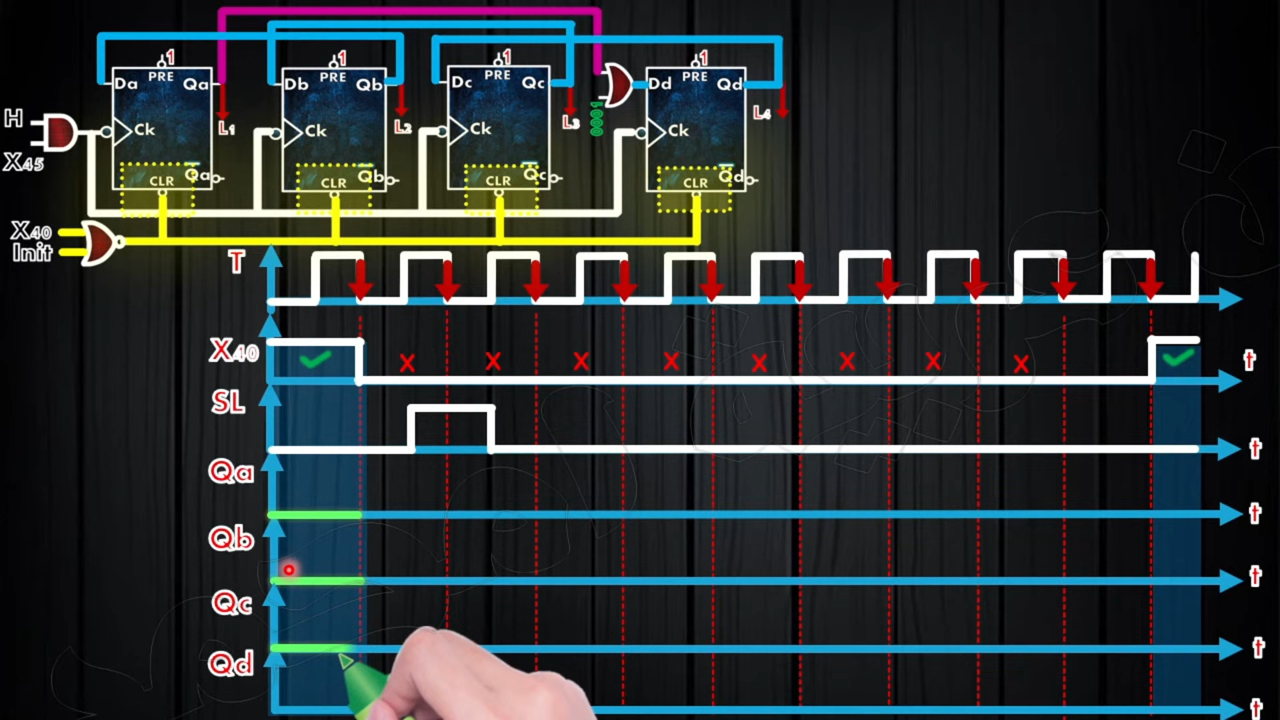 1 1 1 1
PRE PRE PRE PRE
Da Qa Db Qb Dc Qc Dd Qd
H
X45
Ck Ck Ck Ck
L1 L2 L3 L4
1000
CLR Qa CLR Qb CLR Qc CLR Qd
X40
Init
T
X40
✓ X X X X X X X X ✓
t
SL
t
Qa
t
Qb
t
Qc
t
Qd
t